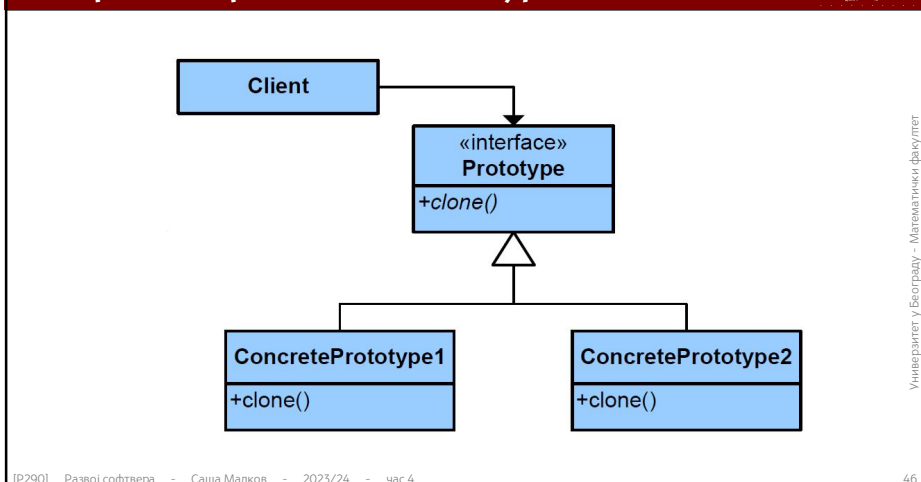 Client
«interface»
Prototype
+clone()
ConcretePrototype1
+clone()
ConcretePrototype2
+clone()
Универзитет у Београду - Математички факултет
[Р290] Развој софтвера - Саша Малков - 2023/24 - час 4
46